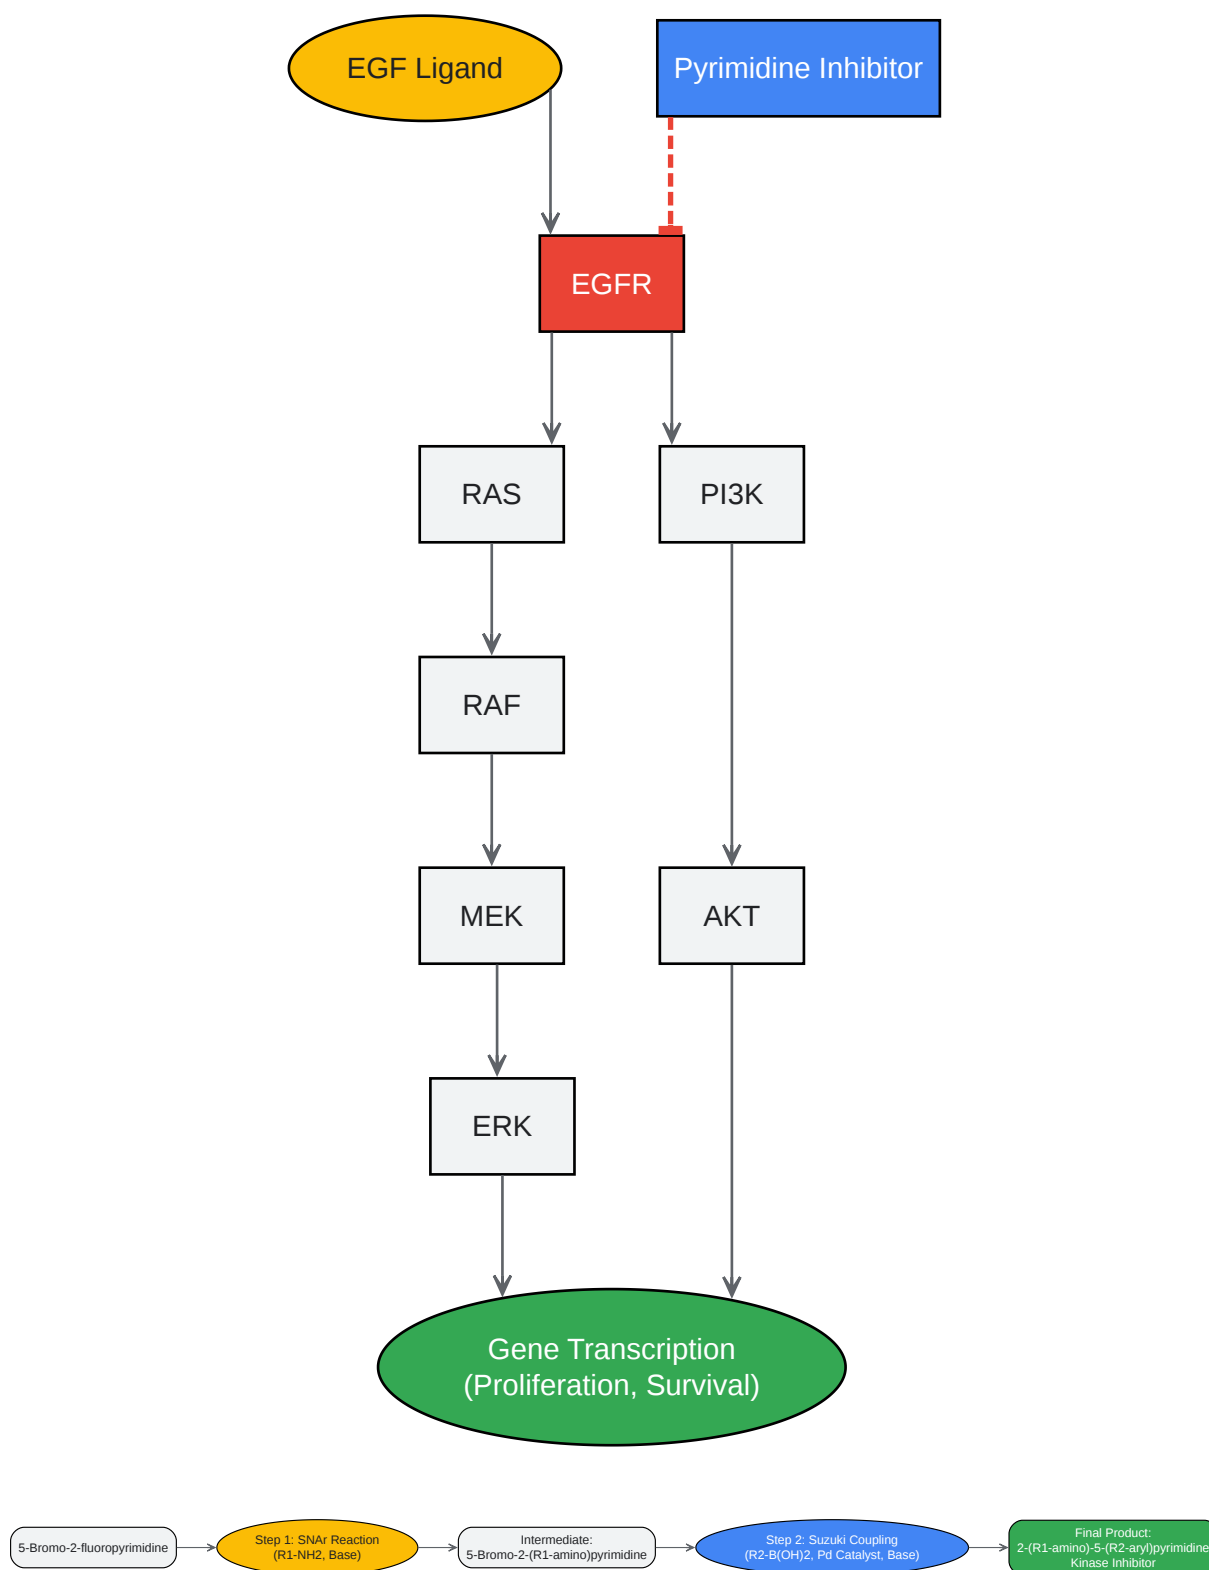 EGF Ligand
Pyrimidine Inhibitor
EGFR
RAS
PI3K
RAF
MEK
AKT
ERK
Gene Transcription
(Proliferation, Survival)
5-Bromo-2-fluoropyrimidine
Step 1: SNAr Reaction
(R1-NH2, Base)
Intermediate:
5-Bromo-2-(R1-amino)pyrimidine
Step 2: Suzuki Coupling
(R2-B(OH)2, Pd Catalyst, Base)
Final Product:
2-(R1-amino)-5-(R2-aryl)pyrimidine
Kinase Inhibitor